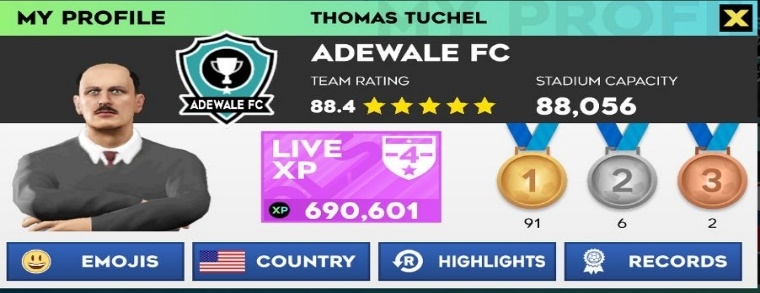 MY PROFILE
THOMAS TUCHEL
ADEWALE FC
ADEWALE FC
TEAM RATING
88.4
STADIUM CAPACITY
88,056
LIVE
XP
4
XP 690,601
1
2
3
91
6
2
EMOJIS
COUNTRY
R HIGHLIGHTS
RECORDS